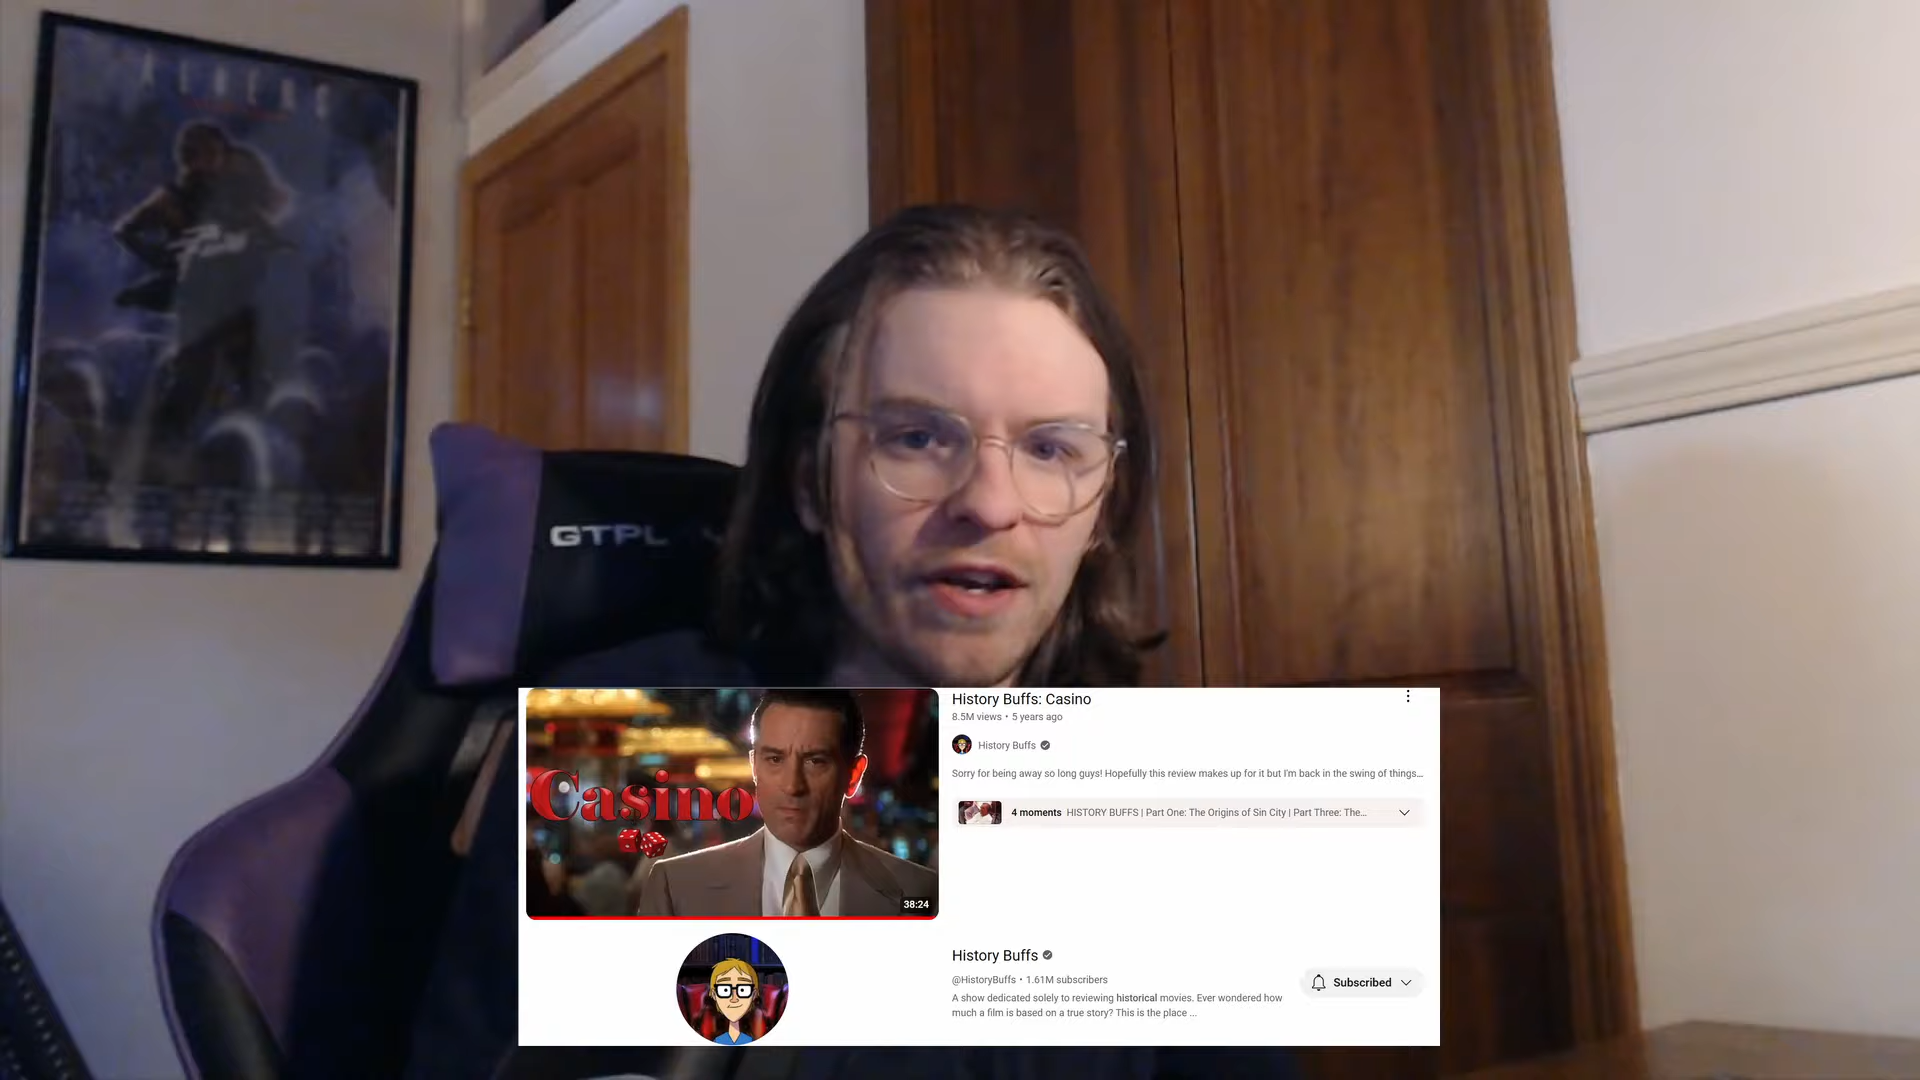 ALIENS
GTPL
History Buffs: Casino
8.5M views • 5 years ago
History Buffs
Sorry for being away so long guys! Hopefully this review makes up for it but I'm back in the swing of things...
4 moments HISTORY BUFFS | Part One: The Origins of Sin City | Part Three: The...
Casino
38:24
History Buffs
@HistoryBuffs • 1.61M subscribers
A show dedicated solely to reviewing historical movies. Ever wondered how
much a film is based on a true story? This is the place ...
Subscribed